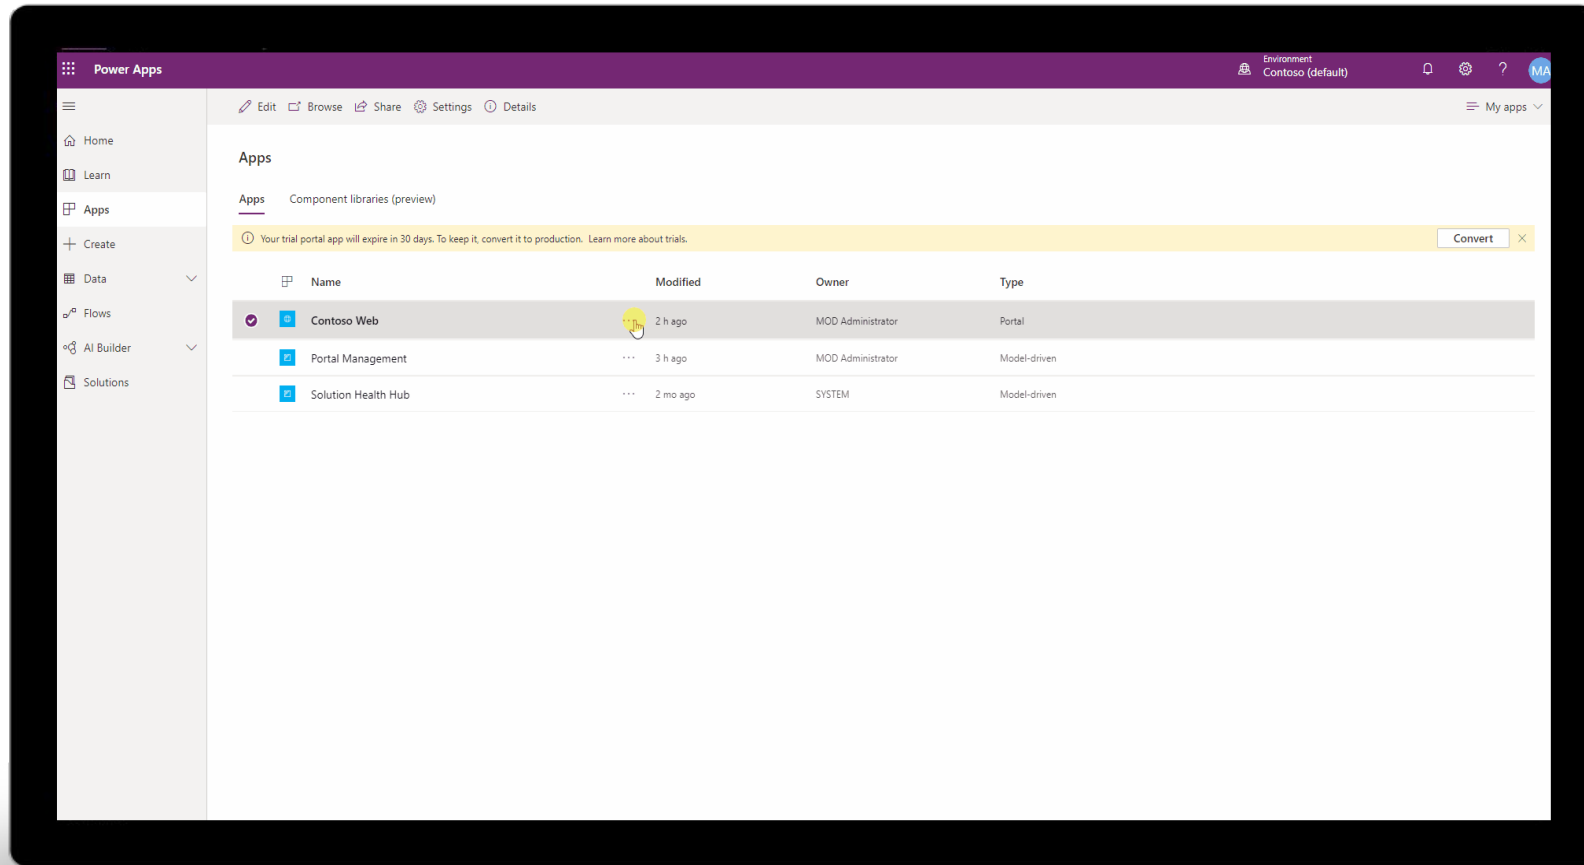 Power Apps
Environment
Contoso (default)
?
MA
Edit Browse Share Settings Details
My apps
Home
Learn
Apps
Create
Data
Flows
AI Builder
Solutions
Apps
Apps Component libraries (preview)
Your trial portal app will expire in 30 days. To keep it, convert it to production. Learn more about trials.
Convert
Name Modified Owner Type
Contoso Web ... 2 h ago MOD Administrator Portal
Portal Management ... 3 h ago MOD Administrator Model-driven
Solution Health Hub ... 2 mo ago SYSTEM Model-driven